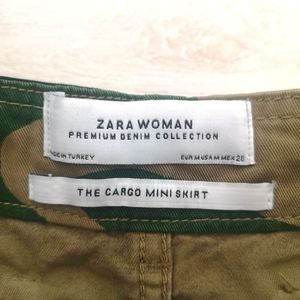 ZARA WOMAN
PREMIUM DENIM COLLECTION
MADE IN TURKEY EUR M USA M MEX 28
THE CARGO MINI SKIRT